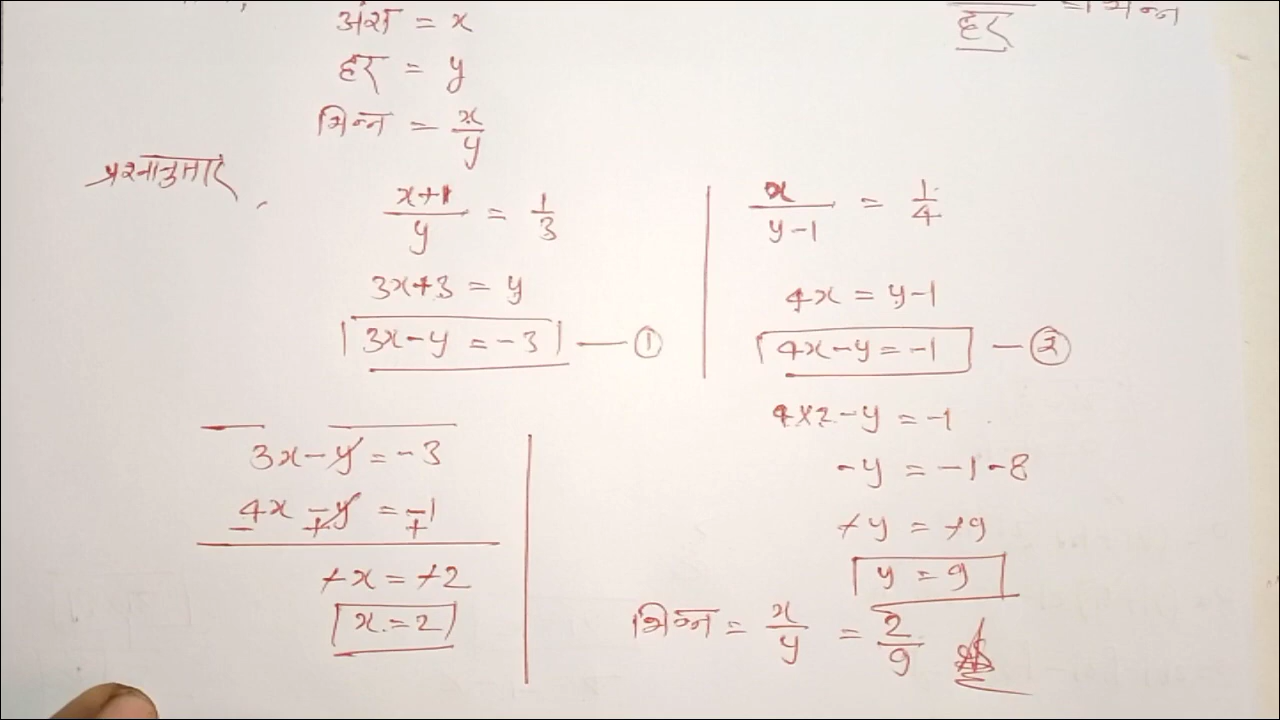 अंश = x
हर = y
भिन्न = x/y
हर = भिन्न
प्रश्नानुसार,
x+1/y = 1/3
3x+3 = y
3x-y = -3 — ①
x/y-1 = 1/4
4x = y-1
4x-y = -1 — ②
4×2-y = -1
-y = -1-8
+y = +9
y = 9
3x-y = -3
4x-y = -1
- + +
+x = +2
x = 2
भिन्न = x/y = 2/9